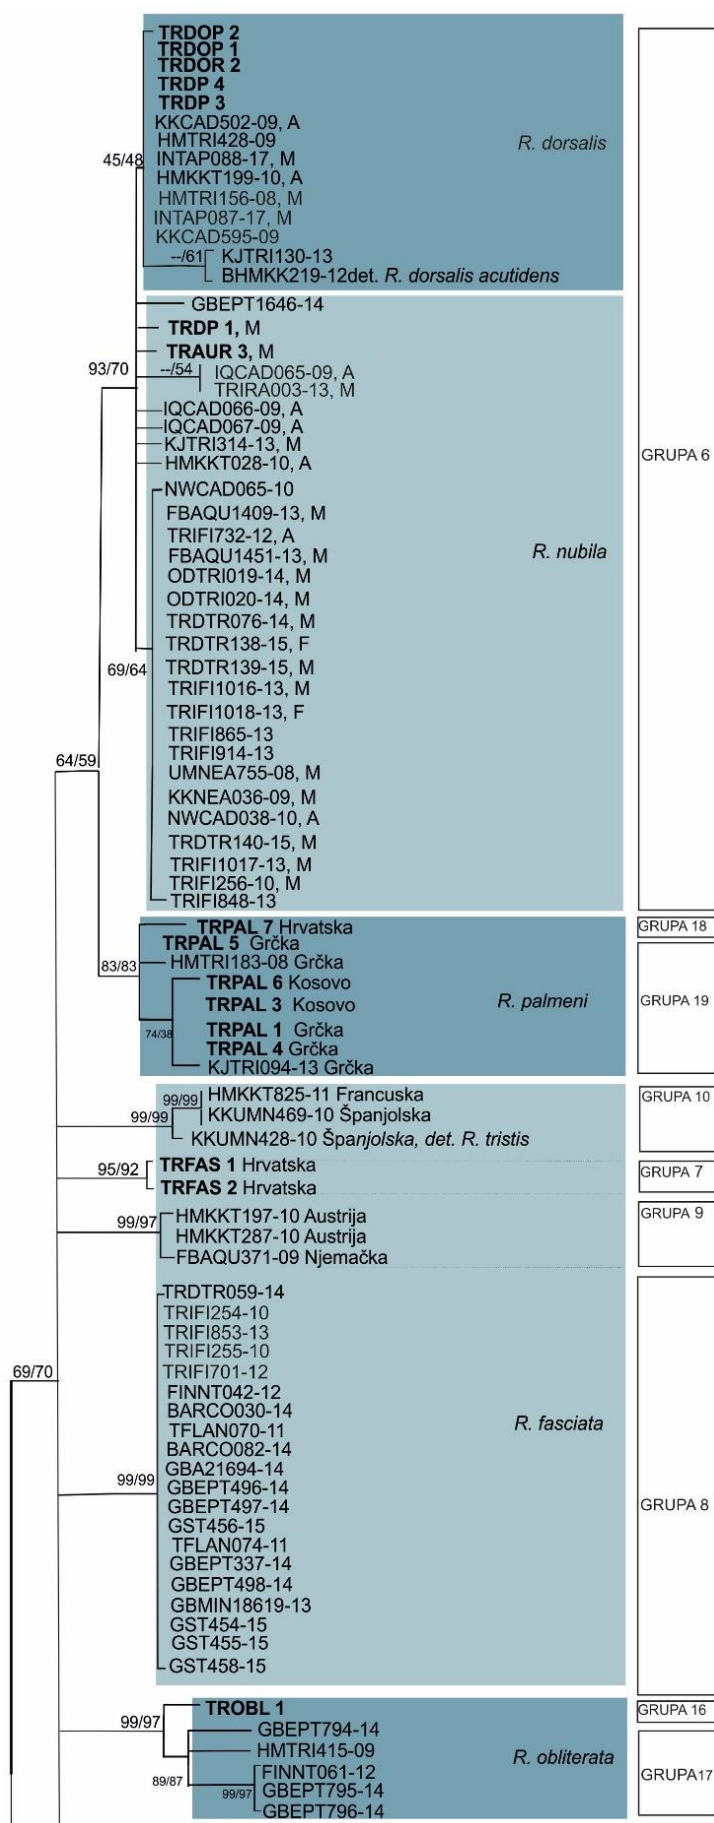 TRDOP 2
TRDOP 1
TRDOR 2
TRDP 4
TRDP 3
KKCAD502-09, A
HMTRI428-09
R. dorsalis
45/48
INTAP088-17, M
HMKKT199-10, A
HMTRI156-08, M
INTAP087-17, M
KKCAD595-09
--/61
KJTRI130-13
BHMKK219-12det. R. dorsalis acutidens
GBEPT1646-14
TRDP 1, M
TRAUR 3, M
93/70
--/54
IQCAD065-09, A
TRIRA003-13, M
IQCAD066-09, A
IQCAD067-09, A
KJTRI314-13, M
HMKKT028-10, A
GRUPA 6
NWCAD065-10
FBAQU1409-13, M
TRIFI732-12, A
FBAQU1451-13, M
R. nubila
ODTRI019-14, M
ODTRI020-14, M
TRDTR076-14, M
TRDTR138-15, F
69/64
TRDTR139-15, M
TRIFI1016-13, M
TRIFI1018-13, F
TRIFI865-13
TRIFI914-13
64/59
UMNEA755-08, M
KKNEA036-09, M
NWCAD038-10, A
TRDTR140-15, M
TRIFI1017-13, M
TRIFI256-10, M
TRIFI848-13
TRPAL 7 Hrvatska
GRUPA 18
TRPAL 5 Grčka
83/83
HMTRI183-08 Grčka
TRPAL 6 Kosovo
TRPAL 3 Kosovo
R. palmeni
GRUPA 19
74/38
TRPAL 1 Grčka
TRPAL 4 Grčka
KJTRI094-13 Grčka
99/99
HMKKT825-11 Francuska
GRUPA 10
99/99
KKUMN469-10 Španjolska
KKUMN428-10 Španjolska, det. R. tristis
95/92
TRFAS 1 Hrvatska
GRUPA 7
TRFAS 2 Hrvatska
99/97
HMKKT197-10 Austrija
GRUPA 9
HMKKT287-10 Austrija
FBAQU371-09 Njemačka
TRDTR059-14
TRIFI254-10
TRIFI853-13
TRIFI255-10
69/70
TRIFI701-12
FINNT042-12
BARCO030-14
R. fasciata
TFLAN070-11
BARCO082-14
GBA21694-14
99/99
GBEPT496-14
GBEPT497-14
GRUPA 8
GST456-15
TFLAN074-11
GBEPT337-14
GBEPT498-14
GBMIN18619-13
GST454-15
GST455-15
GST458-15
TROBL 1
GRUPA 16
99/97
GBEPT794-14
HMTRI415-09
R. obliterata
89/87
FINNT061-12
GRUPA17
99/97
GBEPT795-14
GBEPT796-14